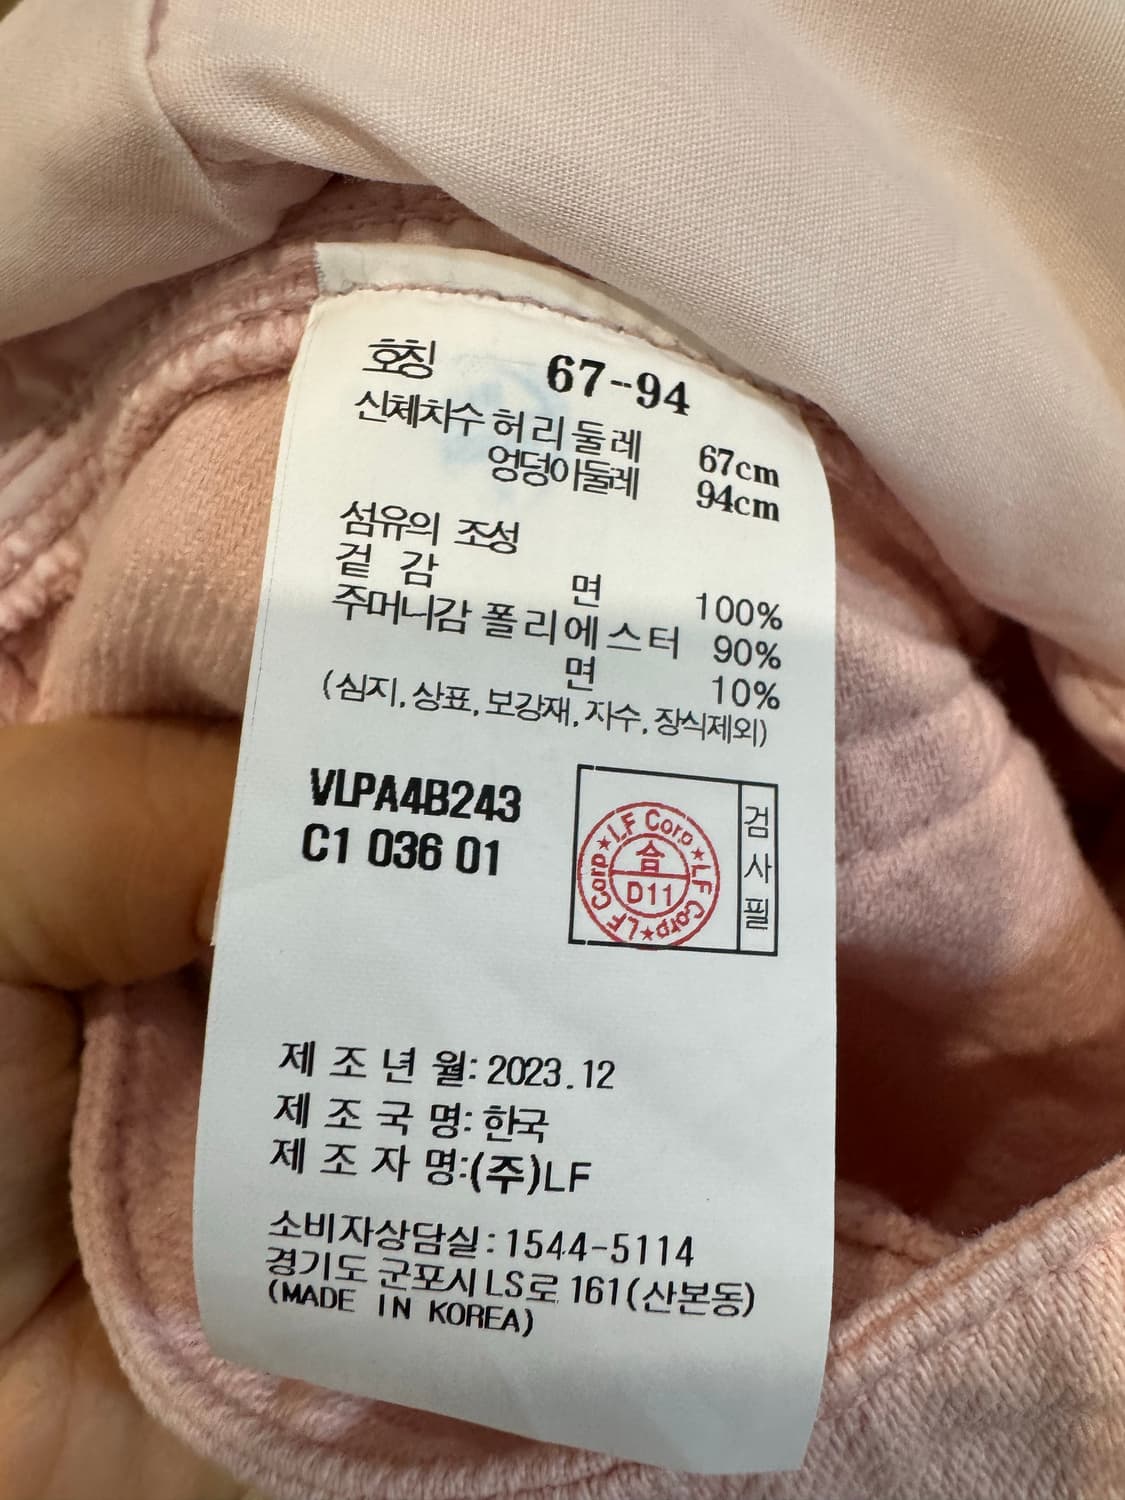 호칭 67--94
신체치수 허리둘레 67cm
엉덩이둘레 94cm
섬유의 조성
겉 감 면 100%
주머니감 폴리에스터 90%
면 10%
(심지, 상표, 보강재, 자수, 장식제외)
VLPA4B243
C1 036 01
LF Corp★LF Corp★LF Corp★
合
D11
검사필
제 조 년 월: 2023.12
제 조 국 명: 한국
제 조 자 명:(주)LF
소비자상담실:1544-5114
경기도 군포시 LS로 161(산본동)
(MADE IN KOREA)